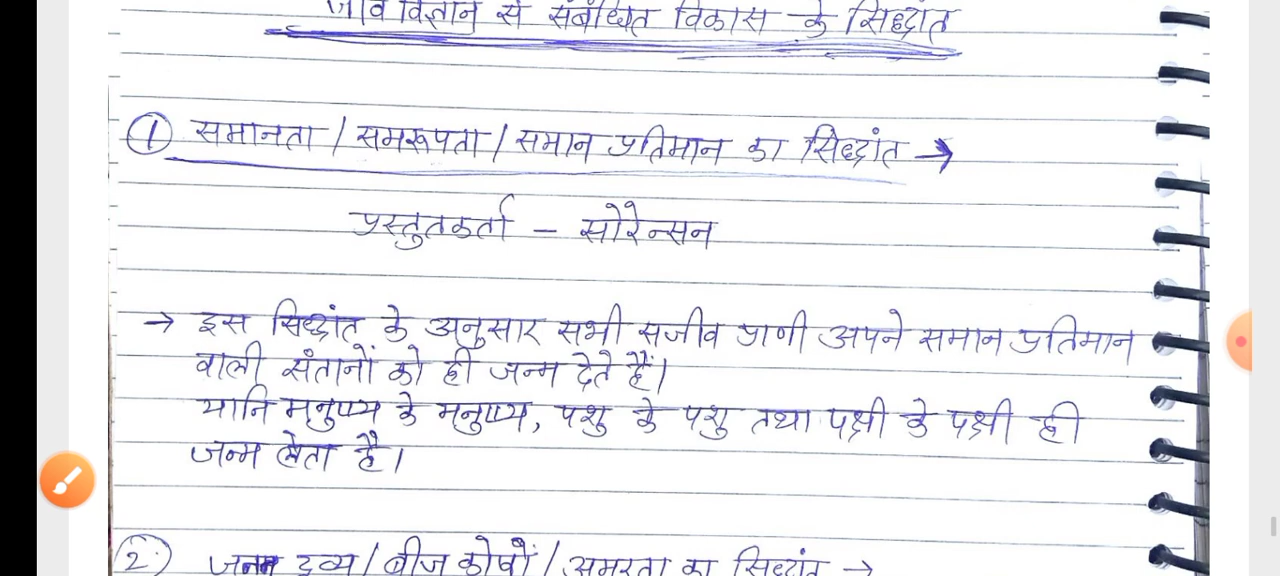 जीव विज्ञान से संबंधित विकास के सिद्धांत
① समानता / समरूपता / समान प्रतिमान का सिद्धांत →
प्रस्तुतकर्ता – सोरेन्सन
→ इस सिद्धांत के अनुसार सभी सजीव प्राणी अपने समान प्रतिमान
वाली संतानों को ही जन्म देते हैं।
यानि मनुष्य के मनुष्य, पशु के पशु तथा पक्षी के पक्षी ही
जन्म लेता है।
② जनन द्रव्य / बीज कोषों / अमरता का सिद्धांत →